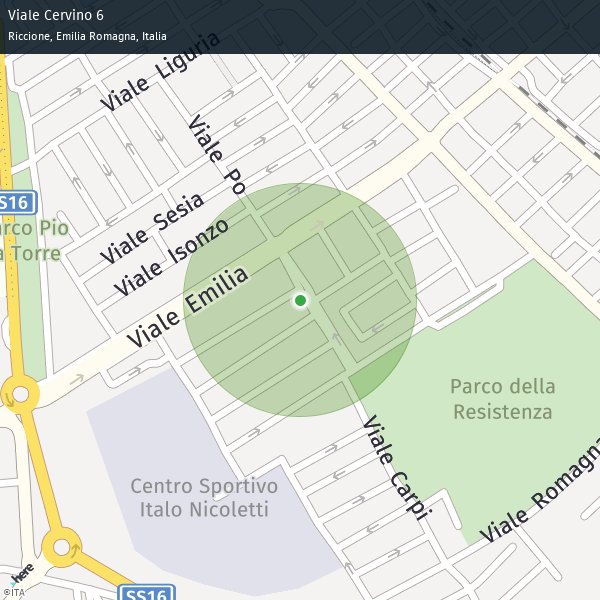 Viale Cervino 6
Riccione, Emilia Romagna, Italia
Viale Liguria
Viale Po
SS16
Viale Sesia
arco Pio
a Torre
Viale Isonzo
Viale Emilia
Parco della
Resistenza
Viale Carpi
Centro Sportivo
Italo Nicoletti
Viale Romagna
here
©ITA
SS16